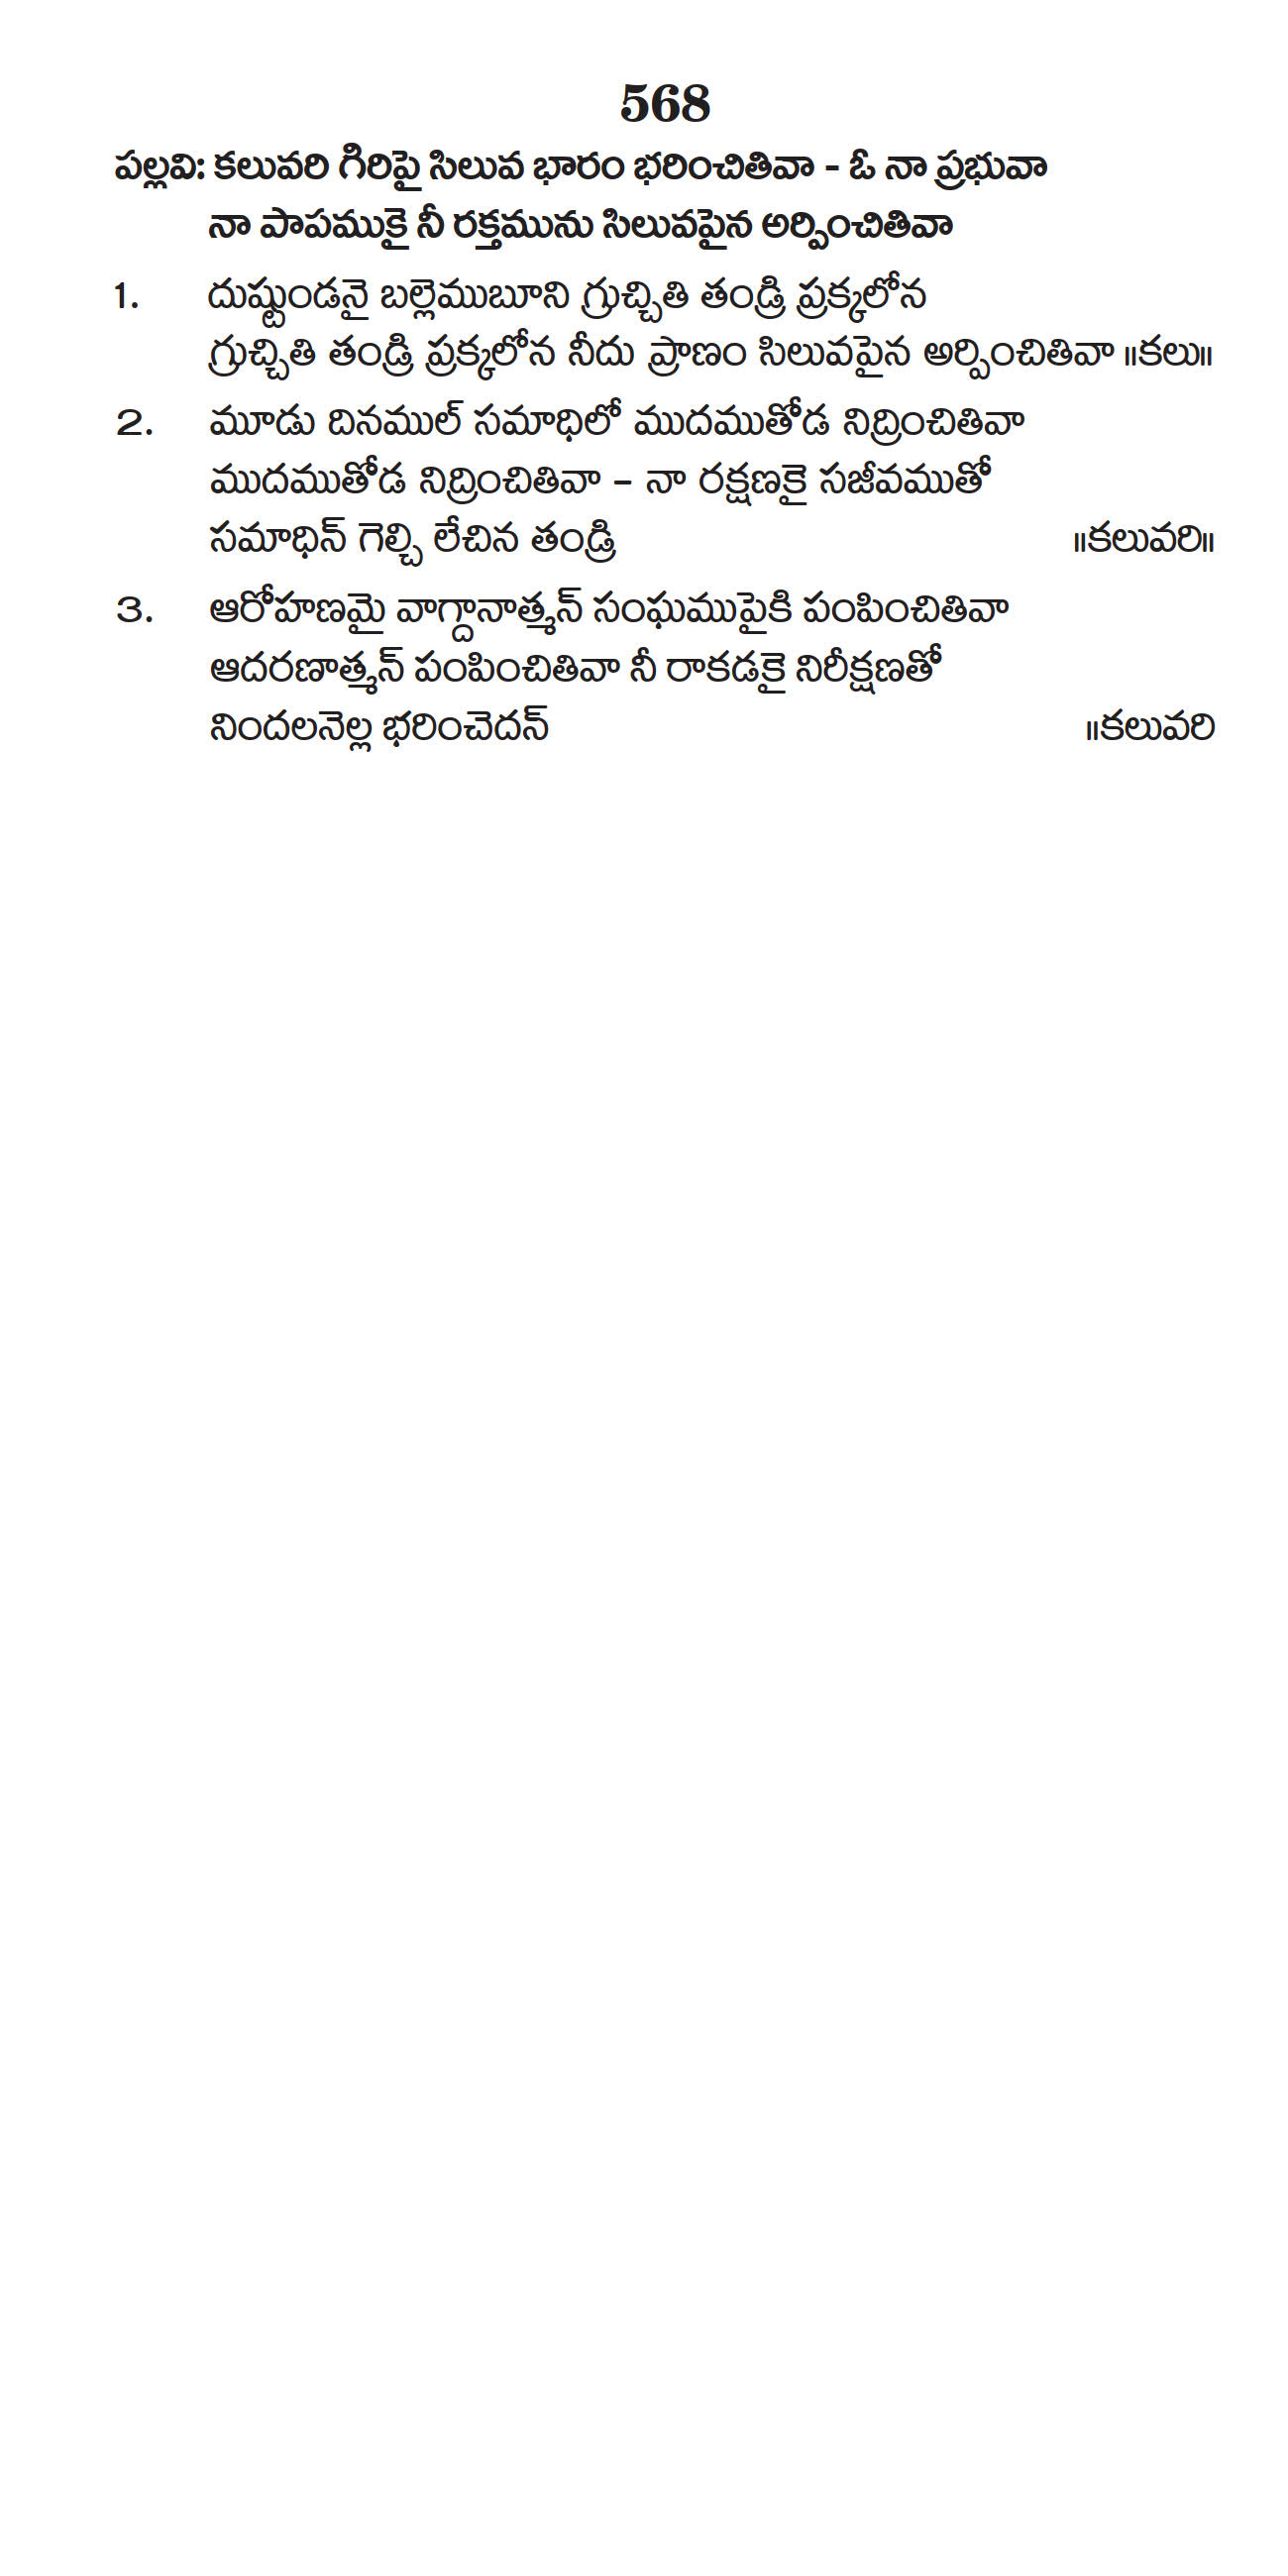 568
పల్లవి: కలువరి గిరిపై సిలువ భారం భరించితివా - ఓ నా ప్రభువా
నా పాపముకై నీ రక్తమును సిలువపైన అర్పించితివా
1. దుష్టుండనై బల్లెముబూని గ్రుచ్చితి తండ్రి ప్రక్కలోన
గ్రుచ్చితి తండ్రి ప్రక్కలోన నీదు ప్రాణం సిలువపైన అర్పించితివా ॥కలు॥
2. మూడు దినముల్ సమాధిలో ముదముతోడ నిద్రించితివా
ముదముతోడ నిద్రించితివా – నా రక్షణకై సజీవముతో
సమాధిన్ గెల్చి లేచిన తండ్రి ॥కలువరి॥
3. ఆరోహణమై వాగ్దానాత్మన్ సంఘముపైకి పంపించితివా
ఆదరణాత్మన్ పంపించితివా నీ రాకడకై నిరీక్షణతో
నిందలనెల్ల భరించెదన్ ॥కలువరి